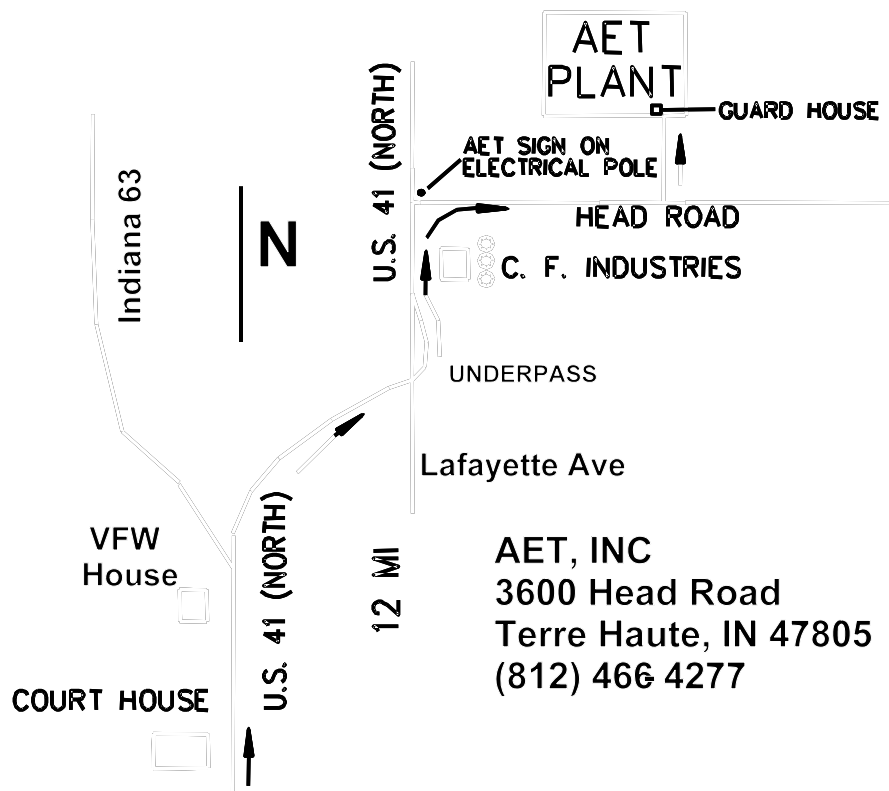 AET
PLANT
GUARD HOUSE
AET SIGN ON
ELECTRICAL POLE
U.S. 41 (NORTH)
Indiana 63
N
HEAD ROAD
C. F. INDUSTRIES
UNDERPASS
Lafayette Ave
U.S. 41 (NORTH)
12 MI
VFW
House
COURT HOUSE
AET, INC
3600 Head Road
Terre Haute, IN 47805
(812) 466-4277